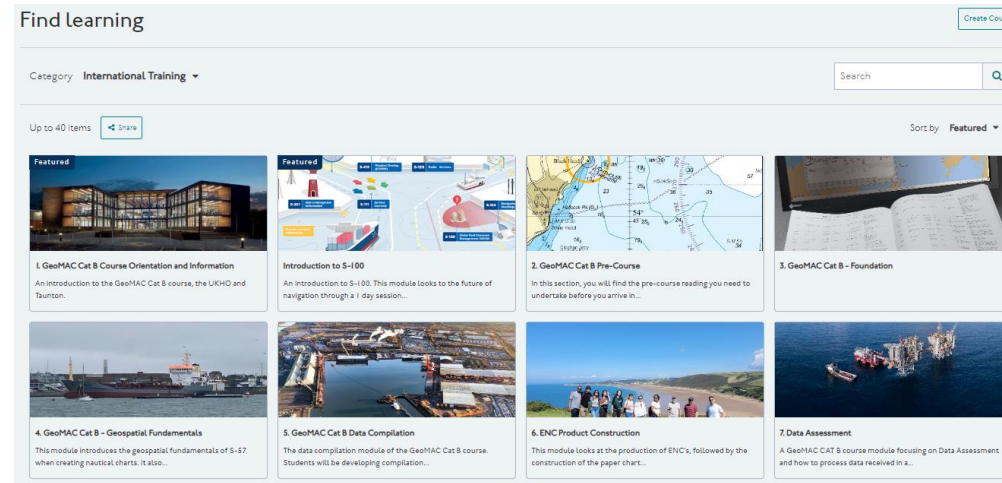 Find learning
Create Cou
Category International Training
Search
Up to 40 items Share
Sort by Featured
Featured
Featured
1. GeoMAC Cat B Course Orientation and Information
An introduction to the GeoMAC Cat B course, the UKHO and
Taunton.
Introduction to S-100
An introduction to S-100. This module looks to the future of
navigation through a 1 day session...
2. GeoMAC Cat B Pre-Course
In this section, you will find the pre-course reading you need to
undertake before you arrive in...
3. GeoMAC Cat B - Foundation
4. GeoMAC Cat B - Geospatial Fundamentals
This module introduces the geospatial fundamentals of S-57
when creating nautical charts. It also...
5. GeoMAC Cat B Data Compilation
The data compilation module of the GeoMAC Cat B course.
Students will be developing compilation...
6. ENC Product Construction
This module looks at the production of ENC's, followed by the
construction of the paper chart...
7. Data Assessment
A GeoMAC CAT B course module focusing on Data Assessment
and how to process data received in a...